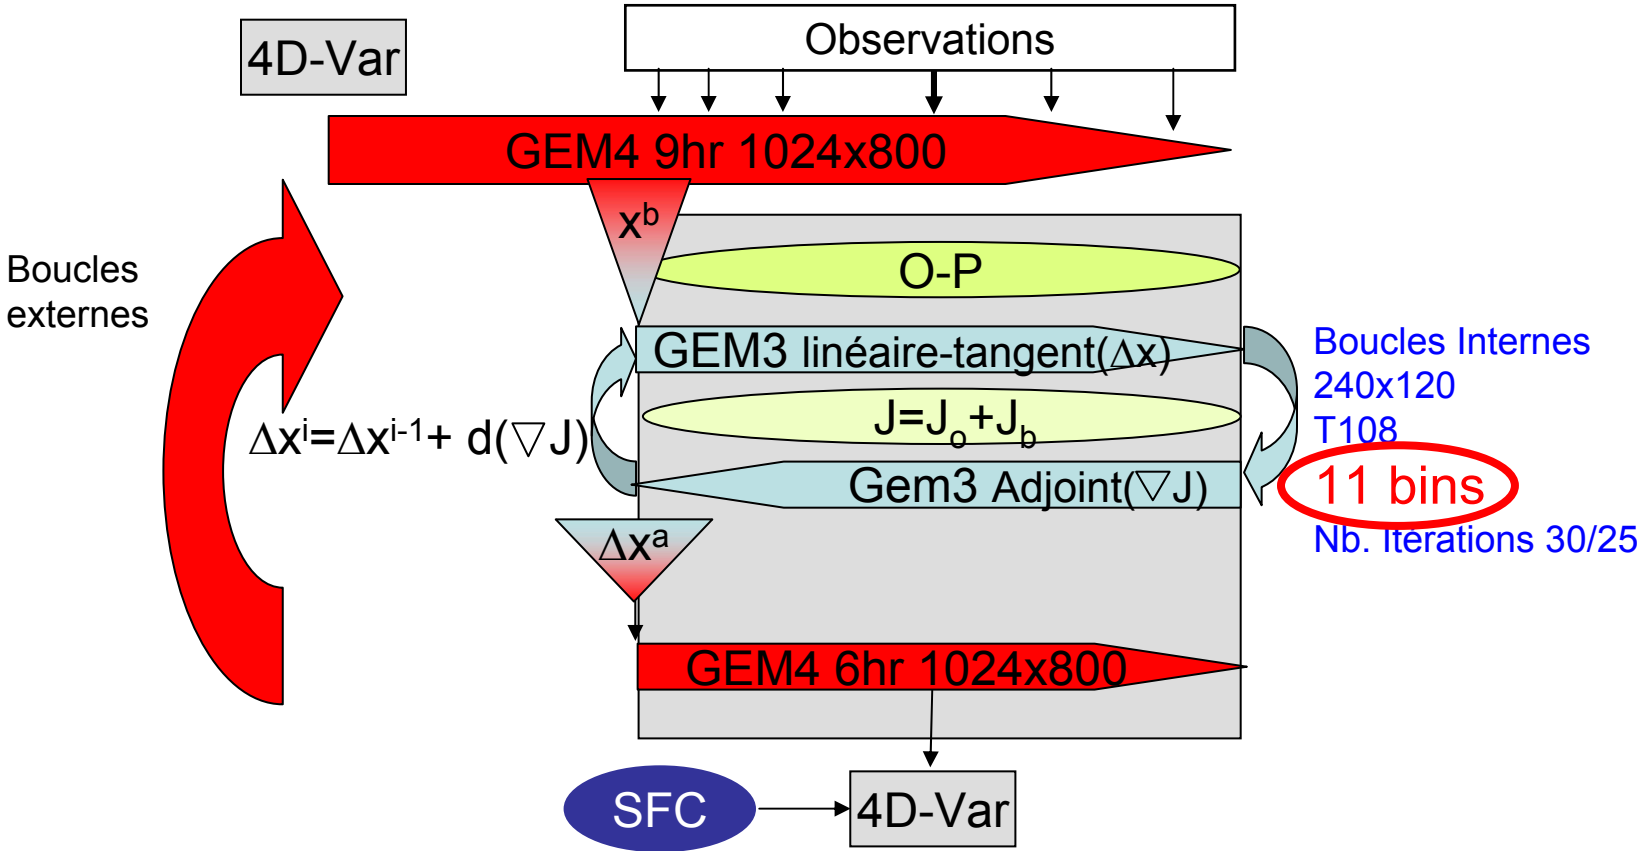 4D-Var
Observations
GEM4 9hr 1024x800
xᵇ
O-P
Boucles
externes
GEM3 linéaire-tangent(Δx)
Boucles Internes
240x120
T108
11 bins
Nb. Itérations 30/25
Δxⁱ=Δxⁱ⁻¹+ d(▽J)
J=Jₒ+J_b
Gem3 Adjoint(▽J)
Δxᵃ
GEM4 6hr 1024x800
SFC
4D-Var